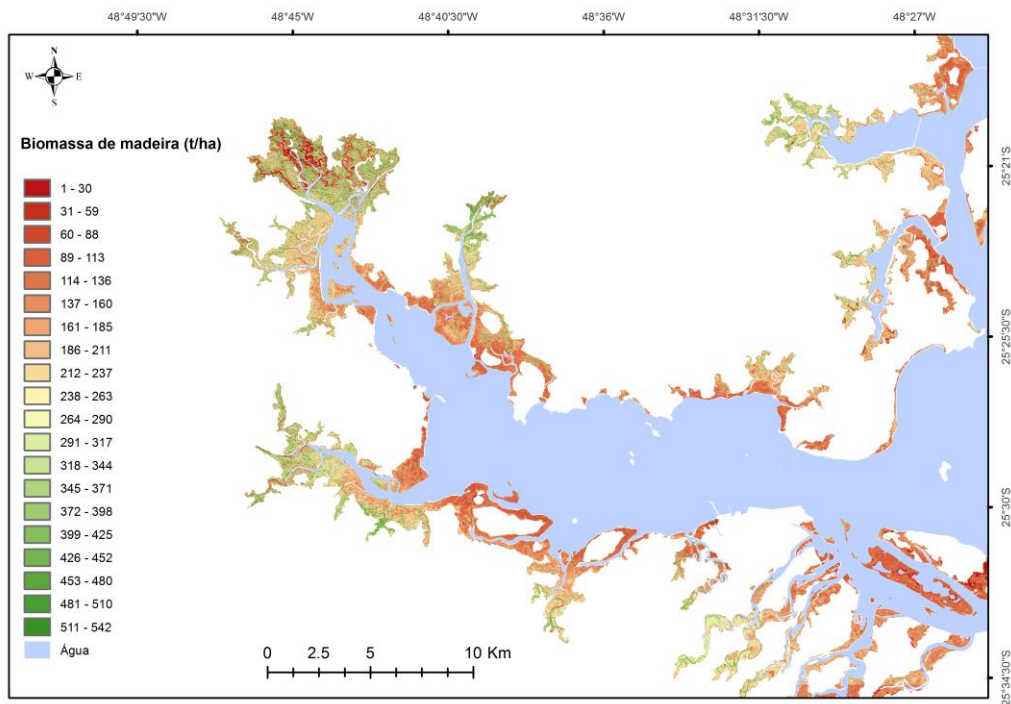 48°49'30"W 48°45'W 48°40'30"W 48°36'W 48°31'30"W 48°27'W
N
W E
S
Biomassa de madeira (t/ha)
1 - 30
31 - 59
60 - 88
89 - 113
114 - 136
137 - 160
161 - 185
186 - 211
212 - 237
238 - 263
264 - 290
291 - 317
318 - 344
345 - 371
372 - 398
399 - 425
426 - 452
453 - 480
481 - 510
511 - 542
Água
0 2.5 5 10 Km
25°21'S
25°25'30"S
25°30'S
25°34'30"S